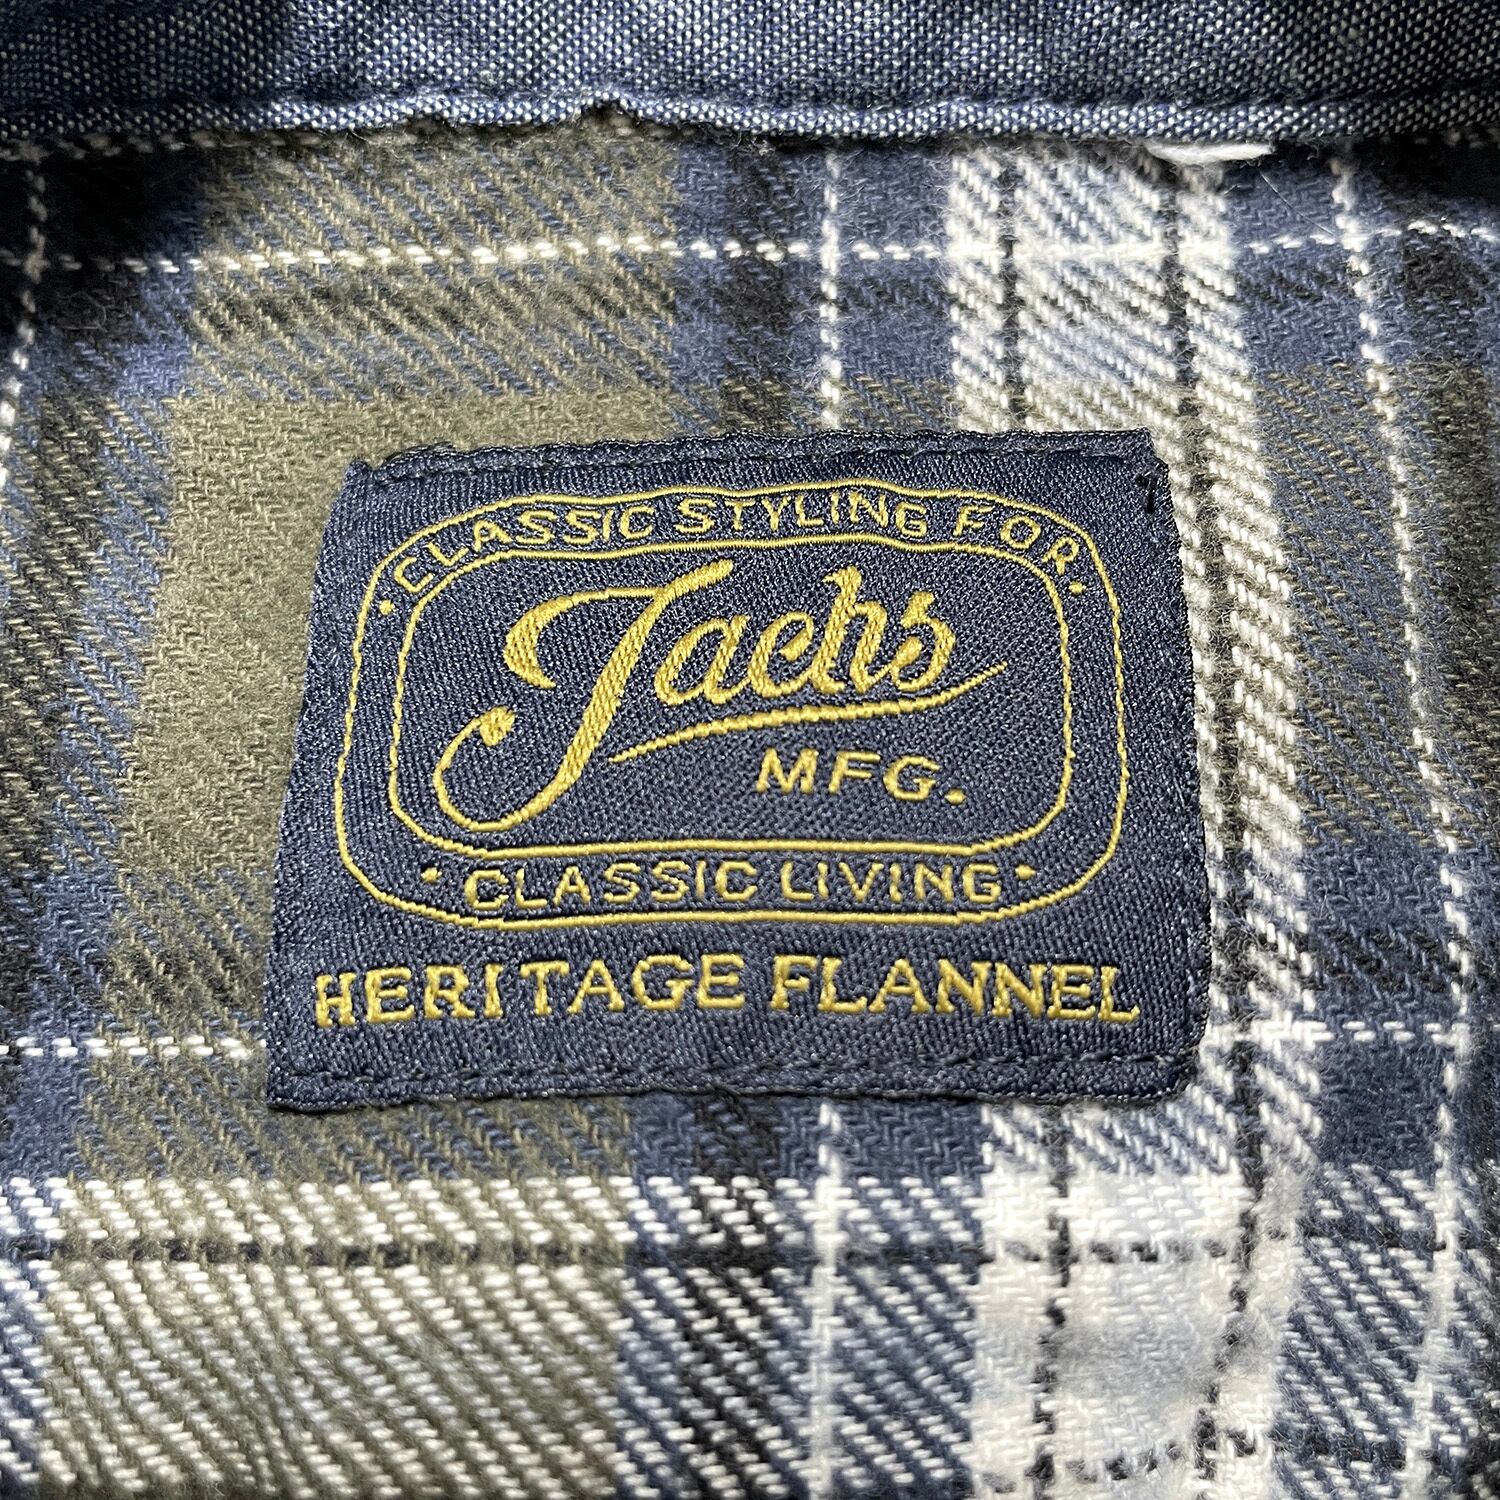 · CLASSIC STYLING FOR ·
Jachs
MFG.
· CLASSIC LIVING ·
HERITAGE FLANNEL